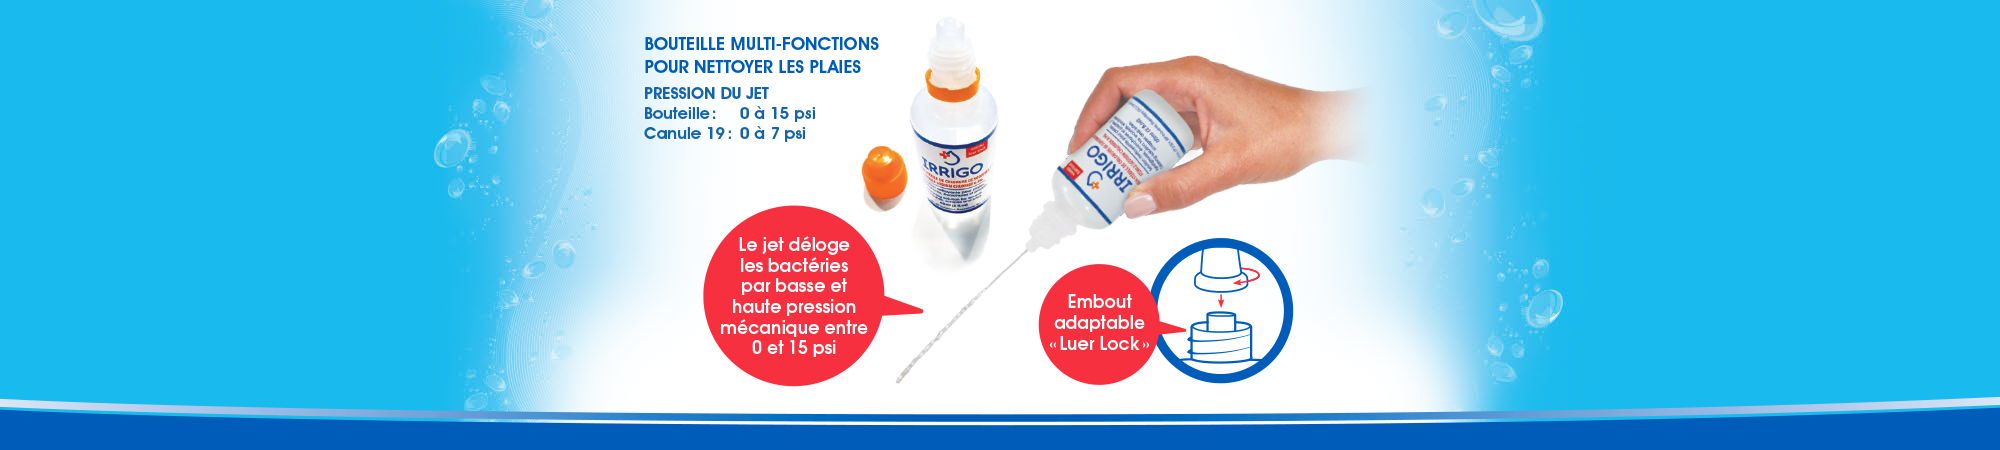 BOUTEILLE MULTI-FONCTIONS
POUR NETTOYER LES PLAIES
PRESSION DU JET
Bouteille : 0 à 15 psi
Canule 19 : 0 à 7 psi
IRRIGO
IRRIGO
Le jet déloge
les bactéries
par basse et
haute pression
mécanique entre
0 et 15 psi
Embout
adaptable
« Luer Lock »